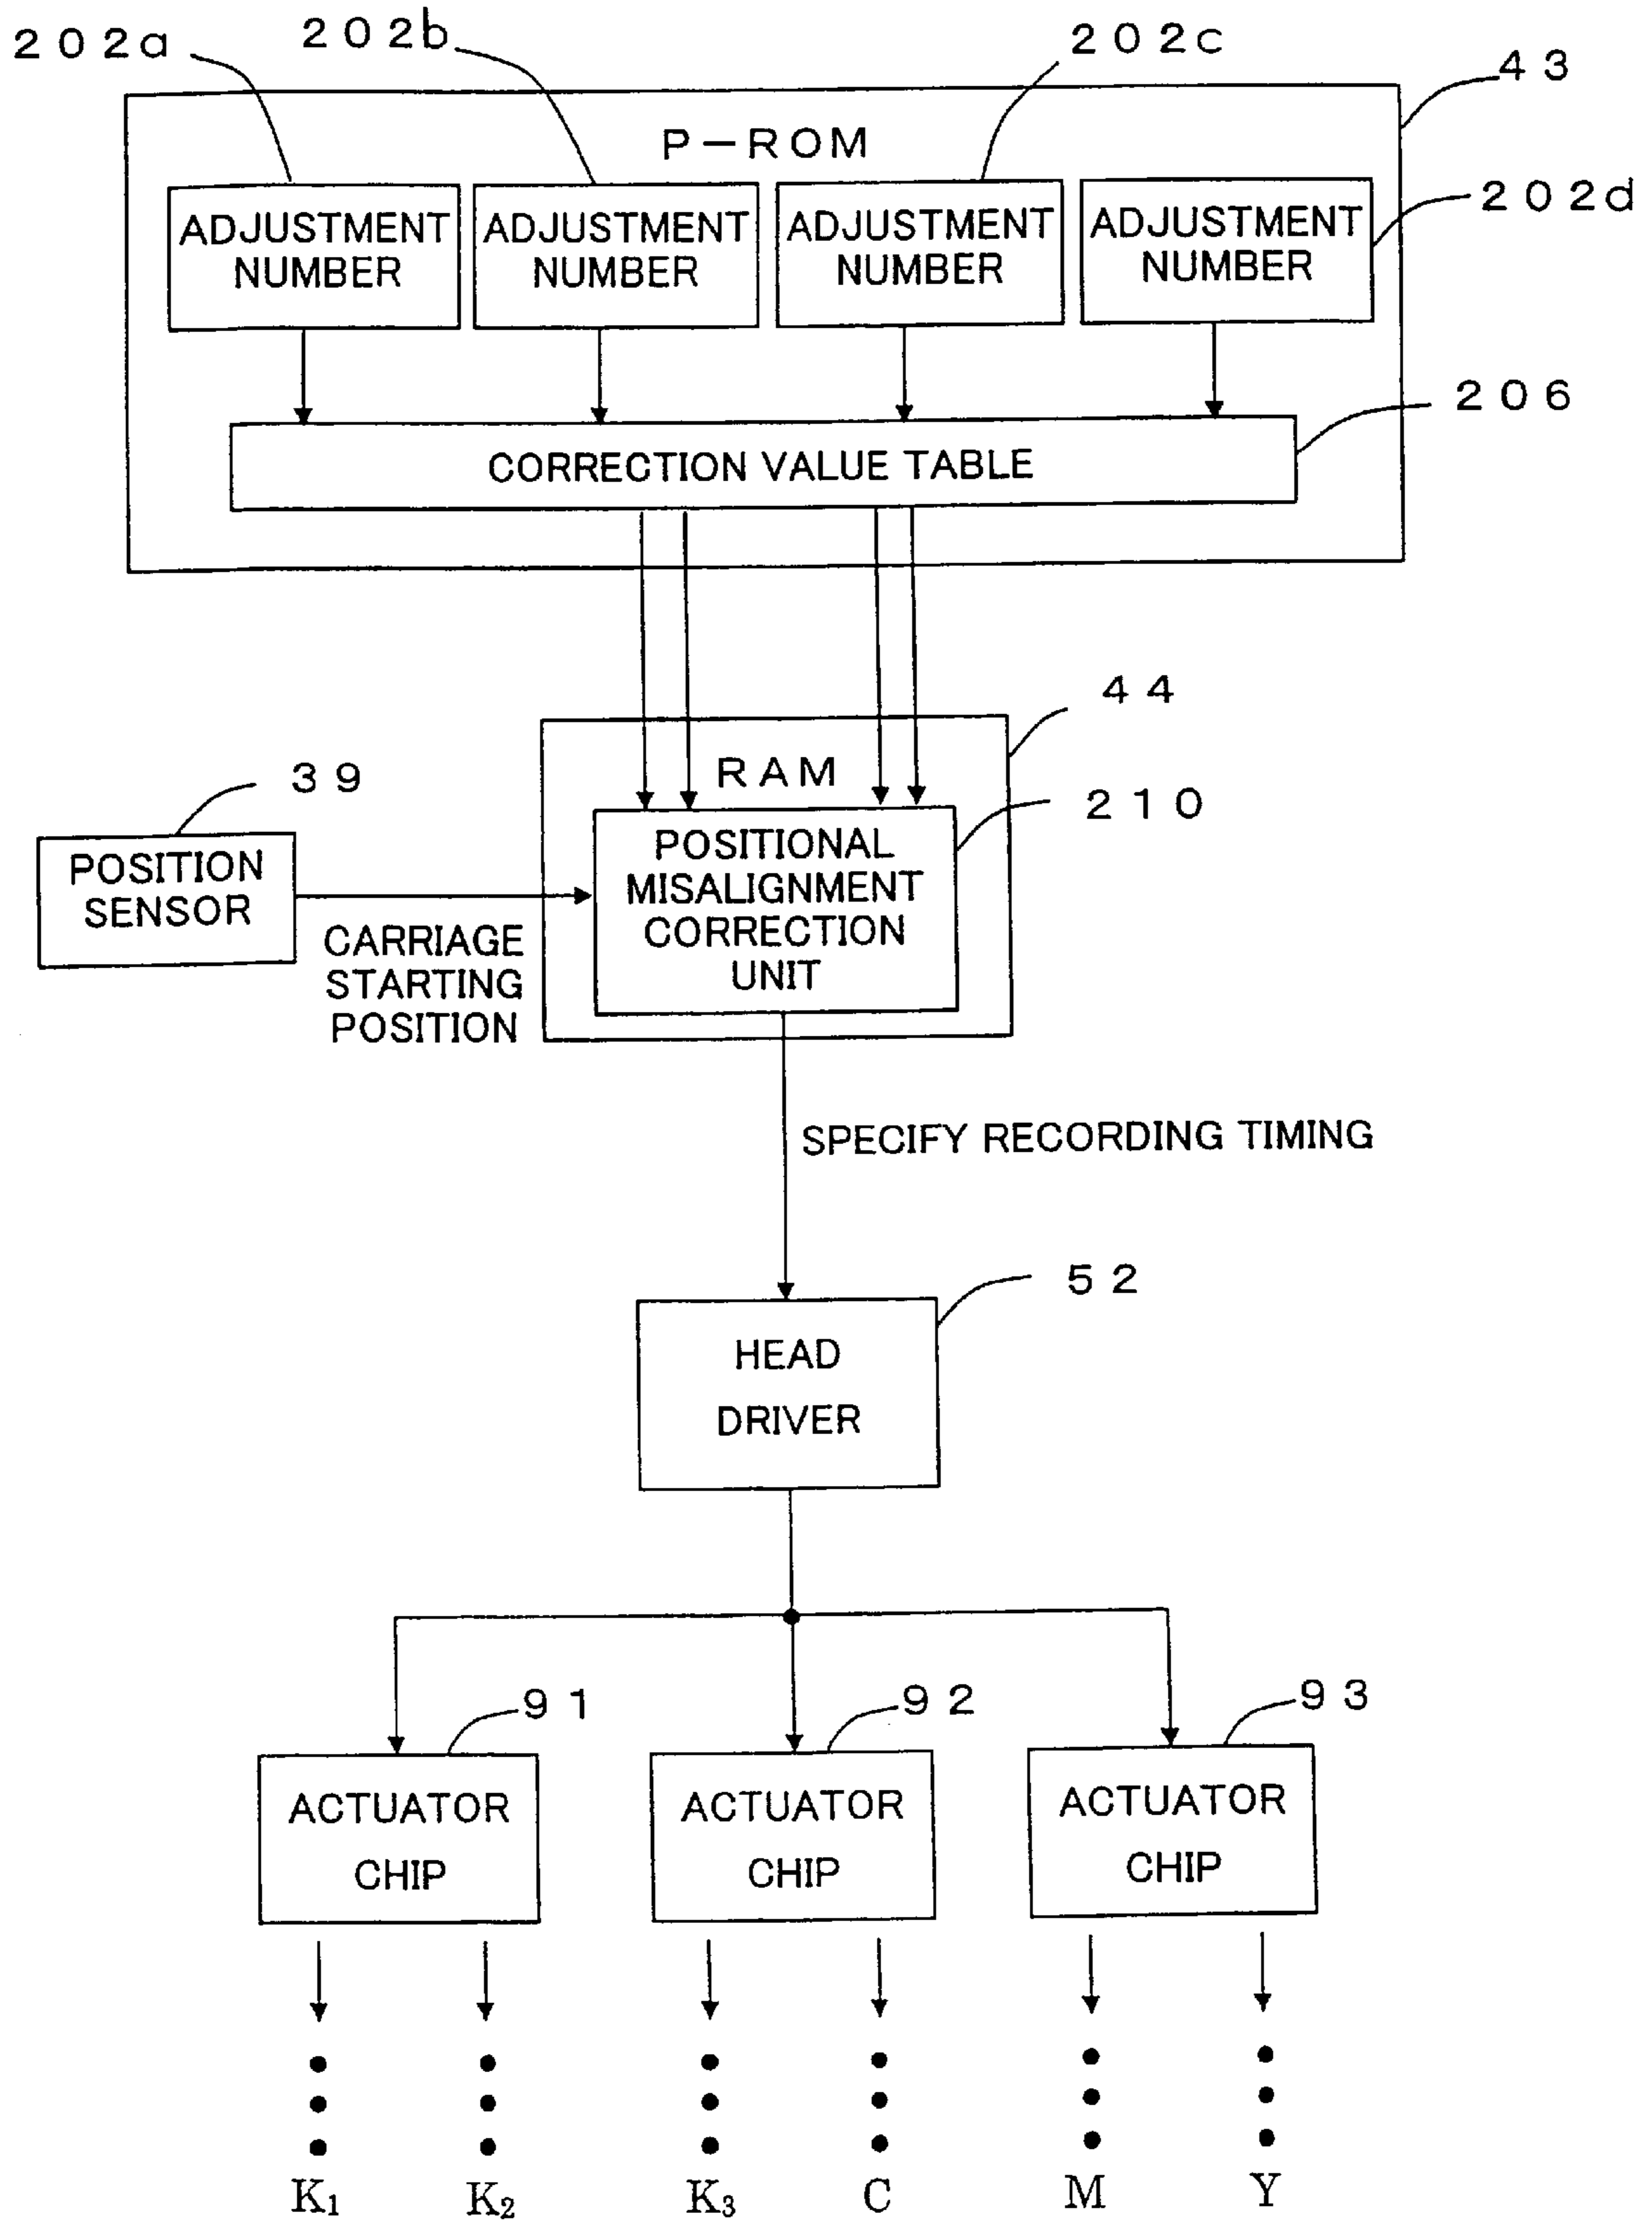 202a
202b
202c
43
P-ROM
202d
ADJUSTMENT
NUMBER
ADJUSTMENT
NUMBER
ADJUSTMENT
NUMBER
ADJUSTMENT
NUMBER
206
CORRECTION VALUE TABLE
44
RAM
39
210
POSITION
SENSOR
POSITIONAL
MISALIGNMENT
CORRECTION
UNIT
CARRIAGE
STARTING
POSITION
SPECIFY RECORDING TIMING
52
HEAD
DRIVER
91
92
93
ACTUATOR
CHIP
ACTUATOR
CHIP
ACTUATOR
CHIP
K1
K2
K3
C
M
Y